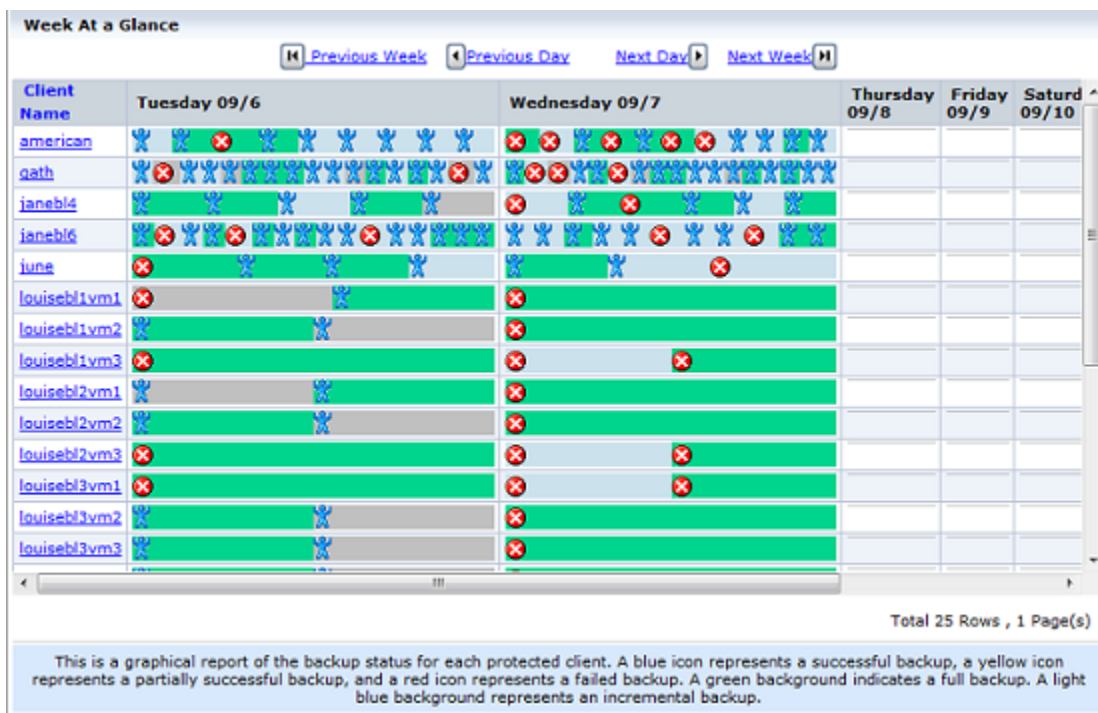 Week At a Glance
Previous Week Previous Day Next Day Next Week
Client Name Tuesday 09/6 Wednesday 09/7 Thursday 09/8 Friday 09/9 Saturd 09/10
american
qath
janebl4
janebl6
june
louisebl1vm1
louisebl1vm2
louisebl1vm3
louisebl2vm1
louisebl2vm2
louisebl2vm3
louisebl3vm1
louisebl3vm2
louisebl3vm3
Total 25 Rows , 1 Page(s)
This is a graphical report of the backup status for each protected client. A blue icon represents a successful backup, a yellow icon
represents a partially successful backup, and a red icon represents a failed backup. A green background indicates a full backup. A light
blue background represents an incremental backup.